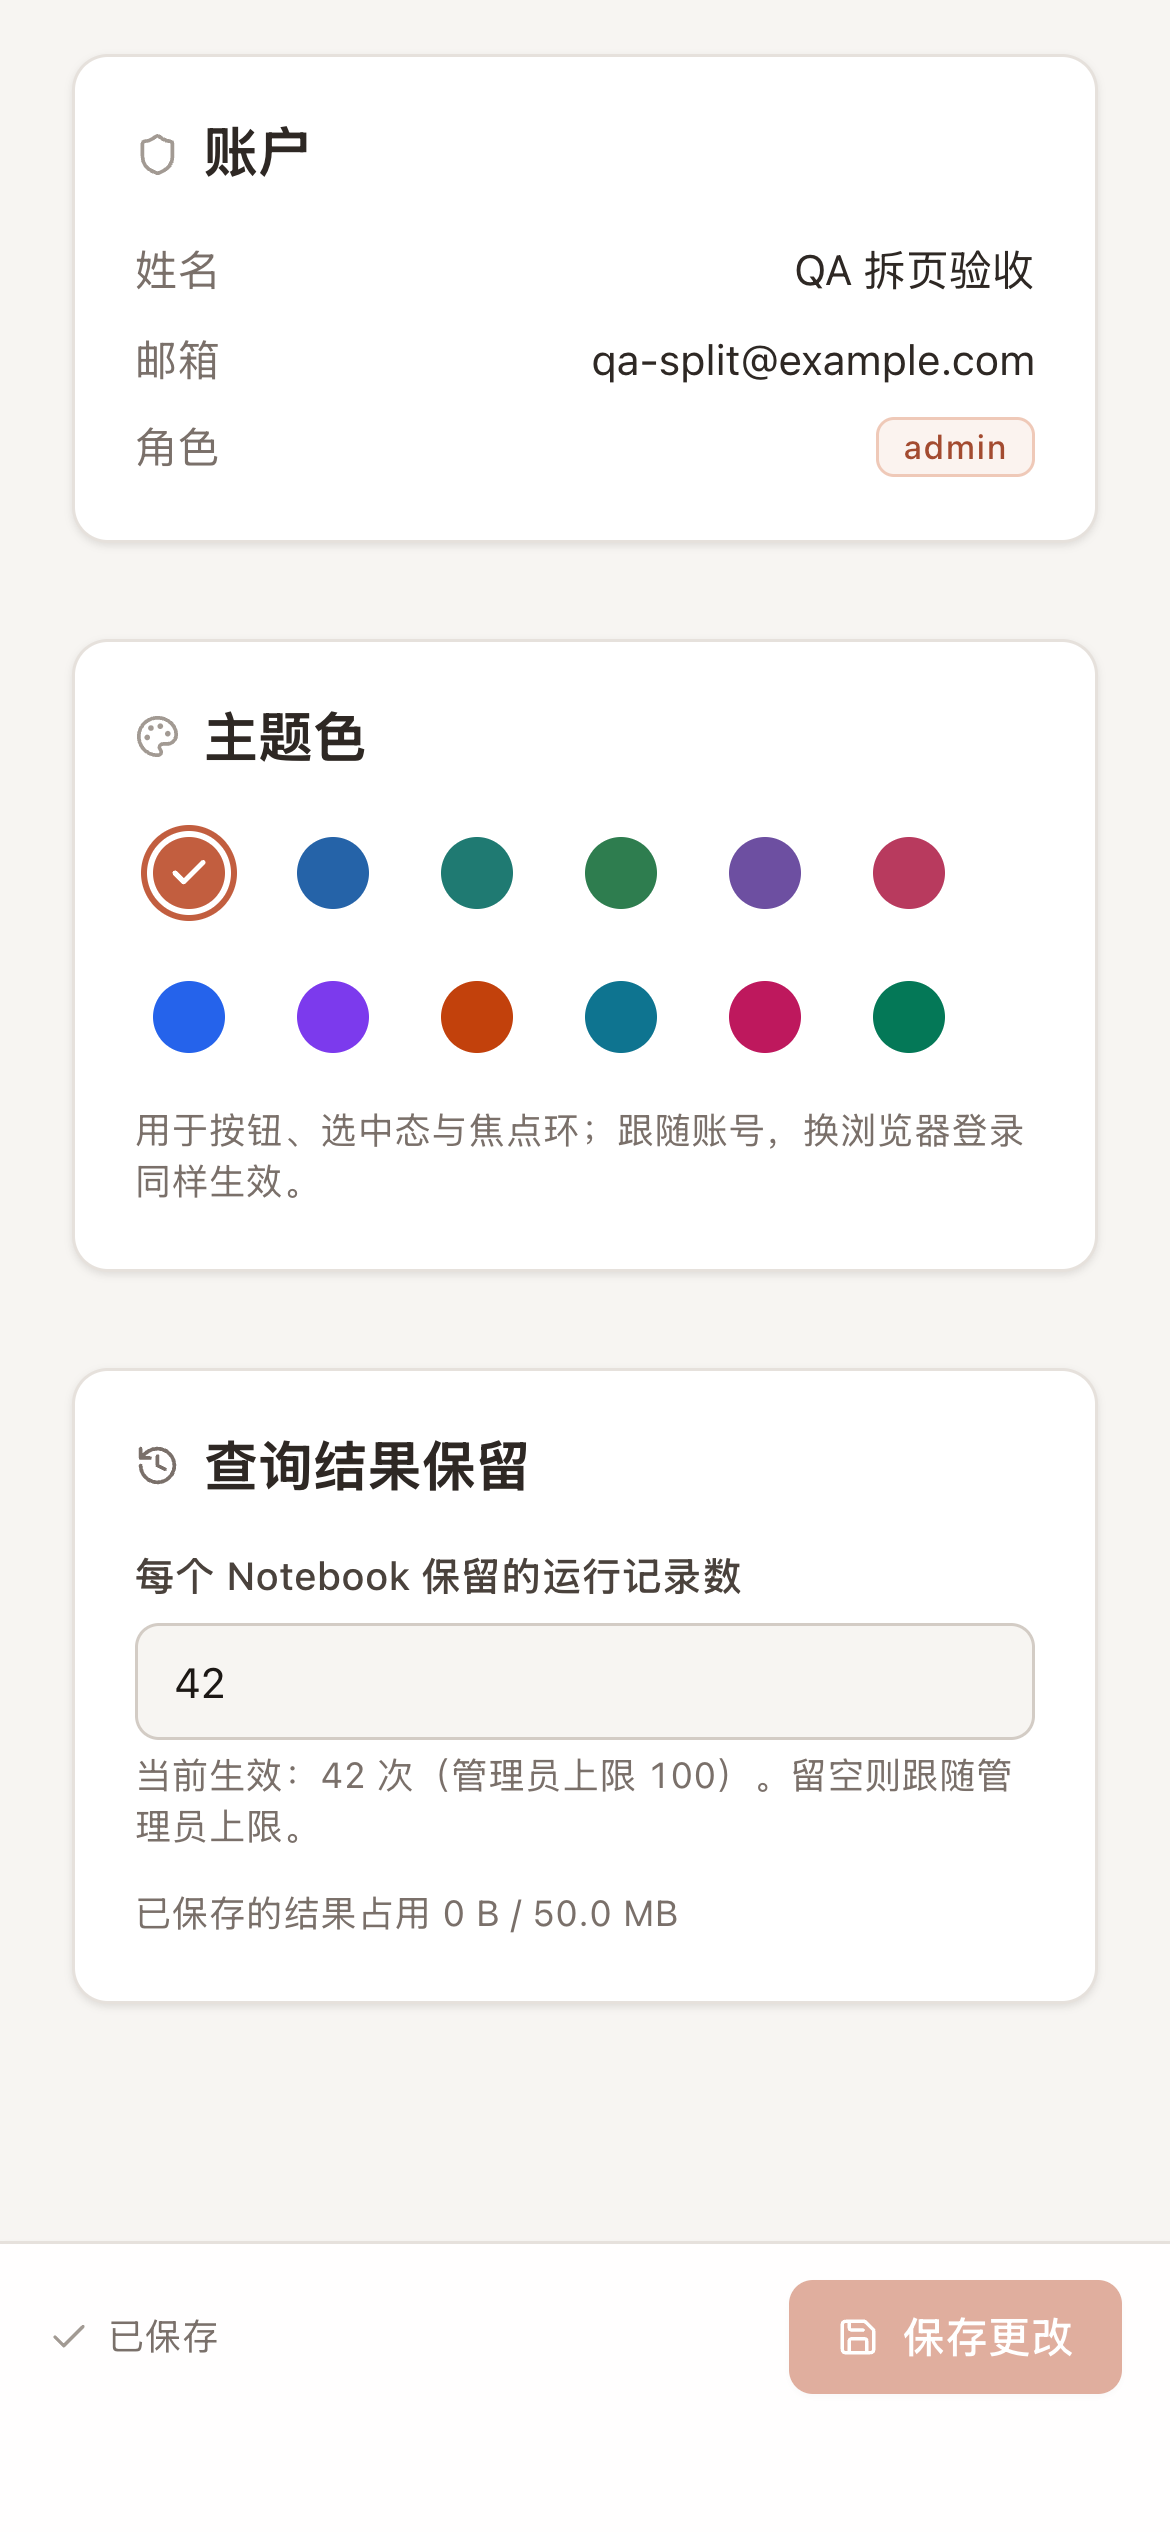 账户
姓名
QA 拆页验收
邮箱
qa-split@example.com
角色
admin
主题色
用于按钮、选中态与焦点环；跟随账号，换浏览器登录
同样生效。
查询结果保留
每个 Notebook 保留的运行记录数
42
当前生效：42 次（管理员上限 100）。留空则跟随管
理员上限。
已保存的结果占用 0 B / 50.0 MB
已保存
保存更改